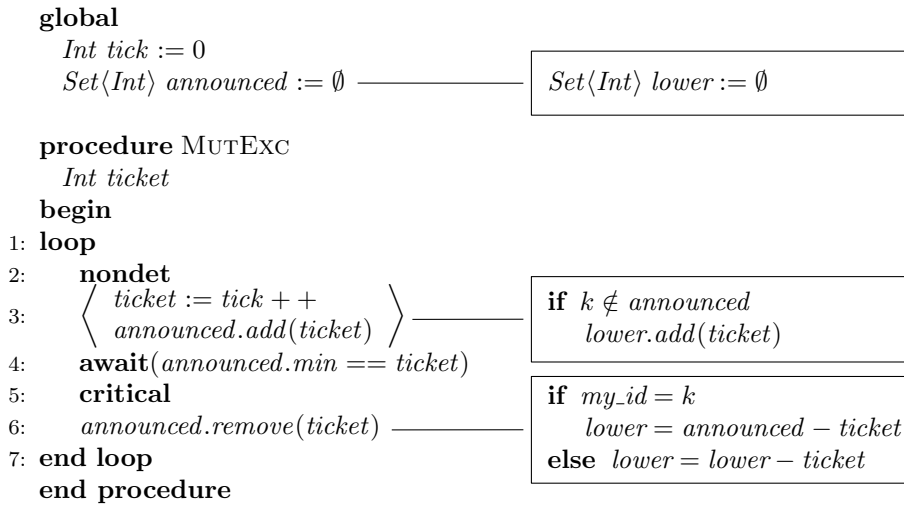 global
Int tick := 0
Set⟨Int⟩ announced := ∅
Set⟨Int⟩ lower := ∅
procedure MUTEXC
Int ticket
begin
1: loop
2: nondet
3: ⟨ ticket := tick + +
announced.add(ticket) ⟩
if k ∉ announced
lower.add(ticket)
4: await(announced.min == ticket)
5: critical
6: announced.remove(ticket)
if my_id = k
lower = announced − ticket
else lower = lower − ticket
7: end loop
end procedure